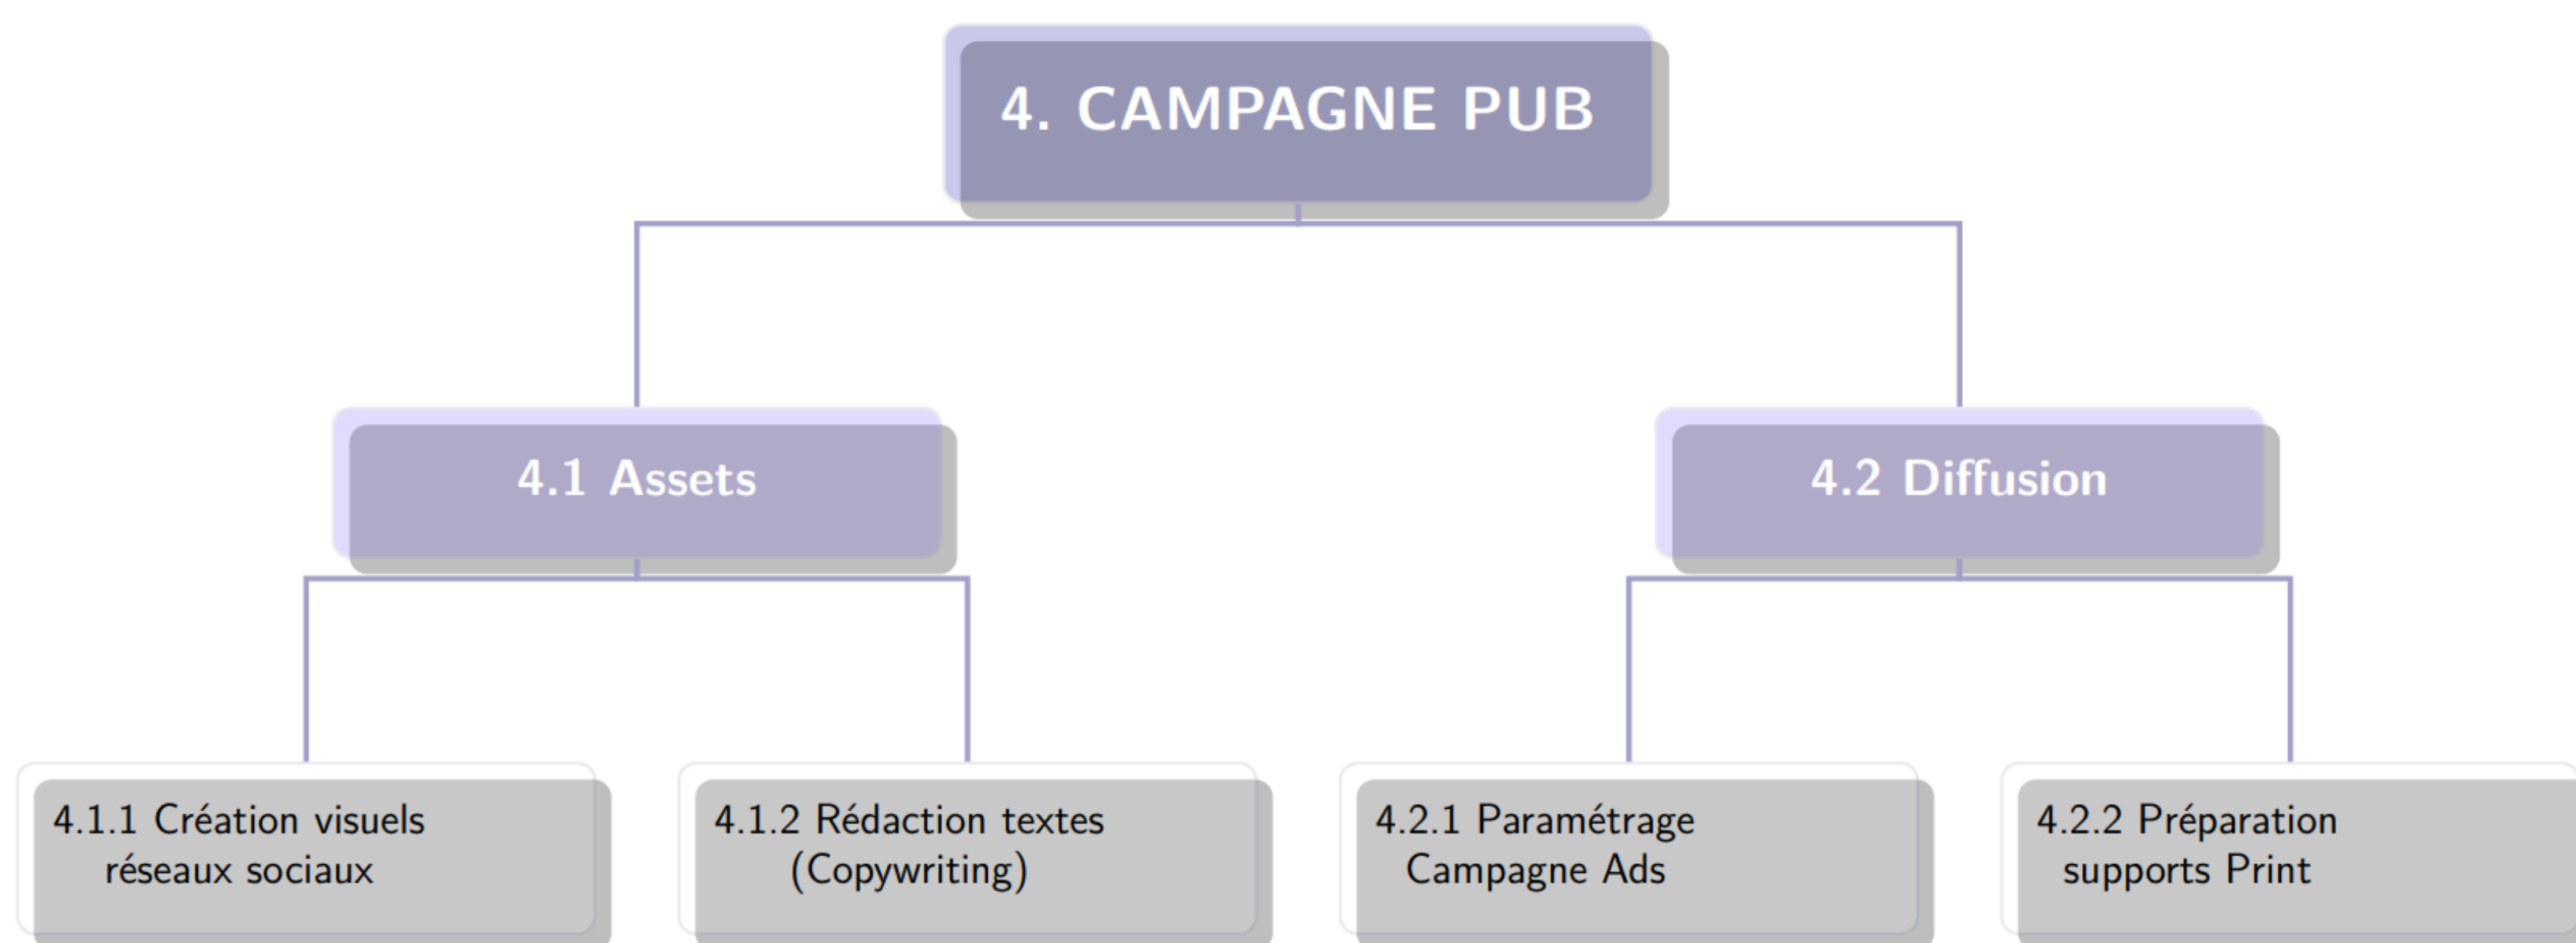 4. CAMPAGNE PUB
4.1 Assets
4.2 Diffusion
4.1.1 Création visuels
réseaux sociaux
4.1.2 Rédaction textes
(Copywriting)
4.2.1 Paramétrage
Campagne Ads
4.2.2 Préparation
supports Print